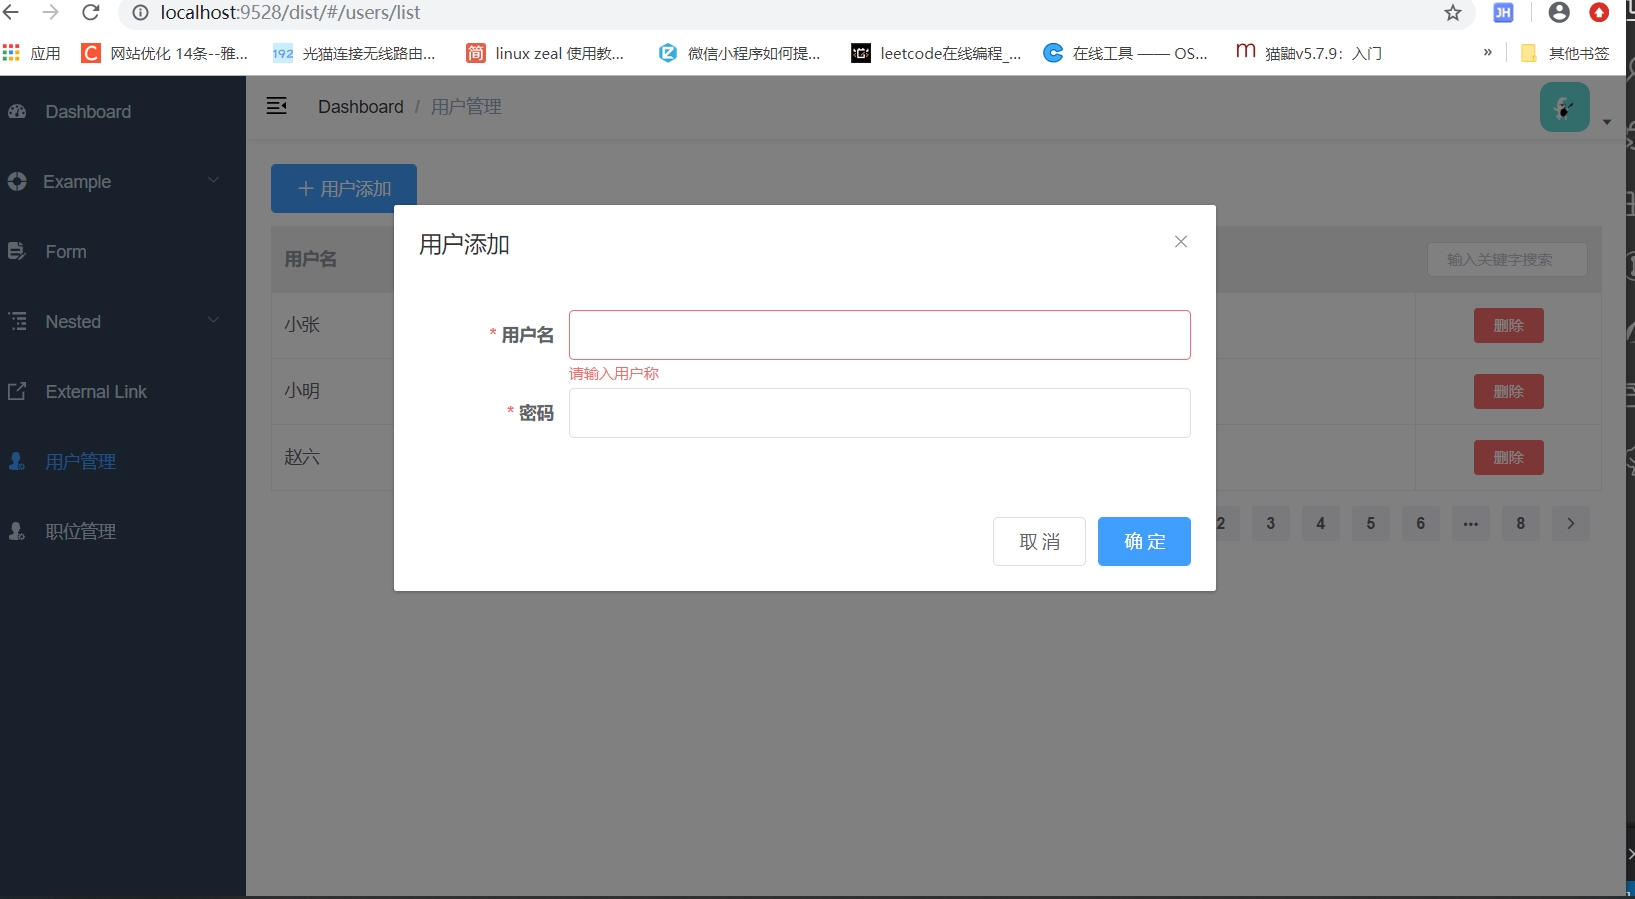 localhost:9528/dist/#/users/list
JH
应用
C 网站优化 14条--雅...
192 光猫连接无线路由...
简 linux zeal 使用教...
微信小程序如何提...
leetcode在线编程_...
在线工具 —— OS...
m 猫鼬v5.7.9：入门
»
其他书签
Dashboard
Example
Form
Nested
External Link
用户管理
职位管理
Dashboard / 用户管理
用户添加
用户名
输入关键字搜索
小张
删除
小明
删除
赵六
删除
2 3 4 5 6 ••• 8
用户添加
* 用户名
请输入用户称
* 密码
取 消
确 定